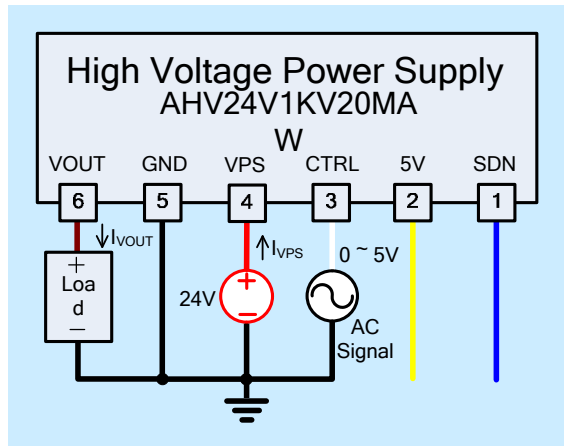 High Voltage Power Supply
AHV24V1KV20MA
W
VOUT GND VPS CTRL 5V SDN
6 5 4 3 2 1
IVOUT IVPS 0 ~ 5V
+
Loa
d
−
24V
+
−
AC
Signal